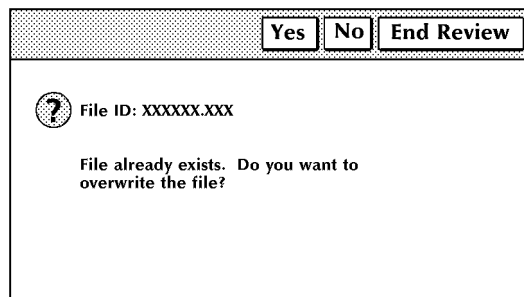 Yes No End Review
? File ID: XXXXXX.XXX
File already exists. Do you want to
overwrite the file?